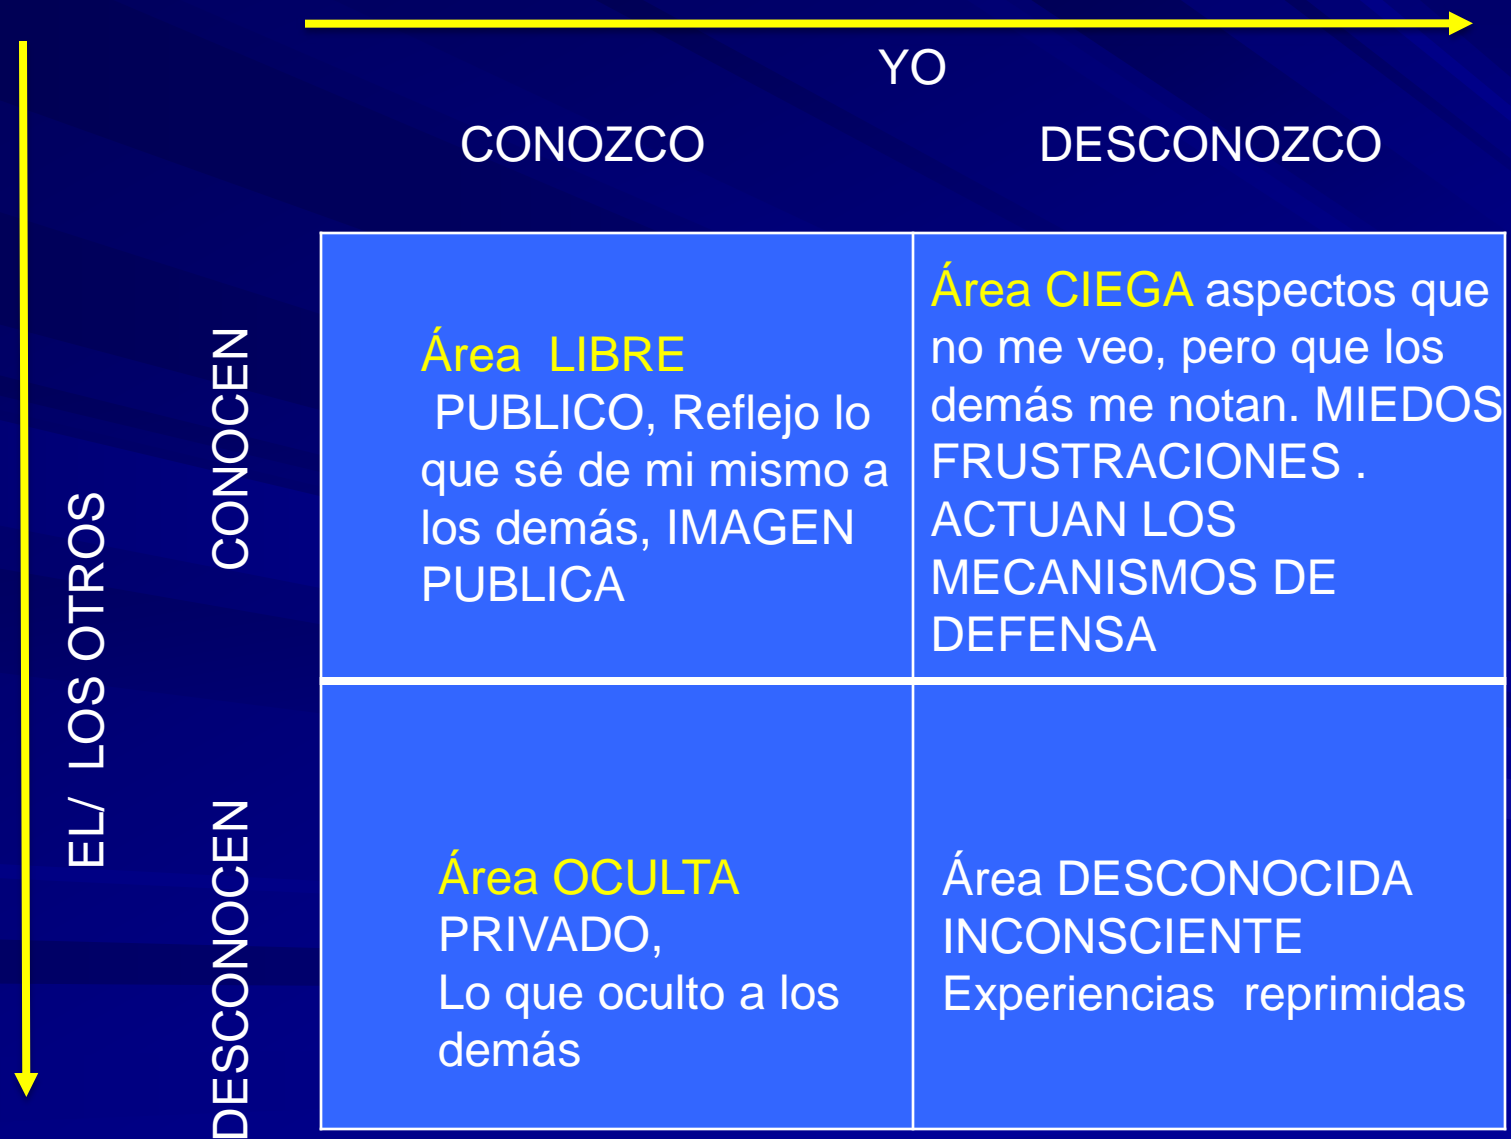 YO
CONOZCO
DESCONOZCO
EL/ LOS OTROS
CONOCEN
DESCONOCEN
Área LIBRE
PUBLICO, Reflejo lo
que sé de mi mismo a
los demás, IMAGEN
PUBLICA
Área CIEGA aspectos que
no me veo, pero que los
demás me notan. MIEDOS
FRUSTRACIONES .
ACTUAN LOS
MECANISMOS DE
DEFENSA
Área OCULTA
PRIVADO,
Lo que oculto a los
demás
Área DESCONOCIDA
INCONSCIENTE
Experiencias reprimidas